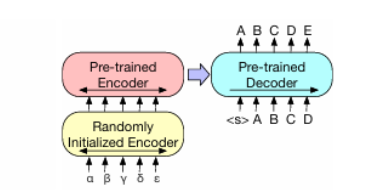 A B C D E
Pre-trained
Encoder
Pre-trained
Decoder
<s> A B C D
Randomly
Initialized Encoder
α β γ δ ε